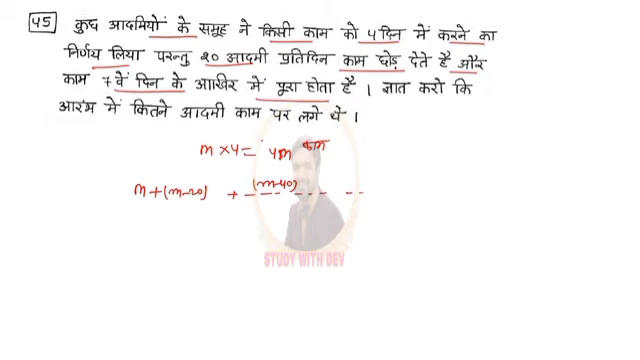 45 कुछ आदमियों के समूह ने किसी काम को 4 दिन में करने का
निर्णय लिया परन्तु 20 आदमी प्रतिदिन काम छोड़ देते है और
काम 7 वें दिन के आखिर में पूरा होता है । ज्ञात करो कि
आरंभ में कितने आदमी काम पर लगे थे ।
m × 4 = 4m काम
m + (m-20) + (m-40) - - - - - -
STUDY WITH DEV